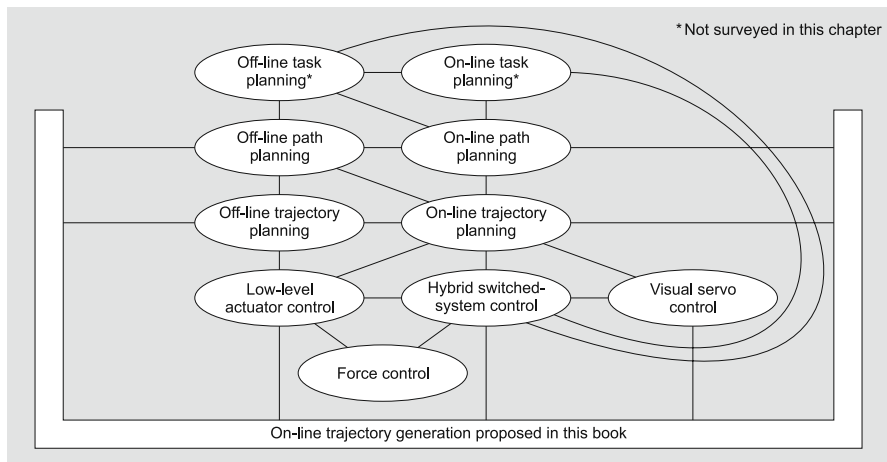 * Not surveyed in this chapter
Off-line task
planning*
On-line task
planning*
Off-line path
planning
On-line path
planning
Off-line trajectory
planning
On-line trajectory
planning
Low-level
actuator control
Hybrid switched-
system control
Visual servo
control
Force control
On-line trajectory generation proposed in this book